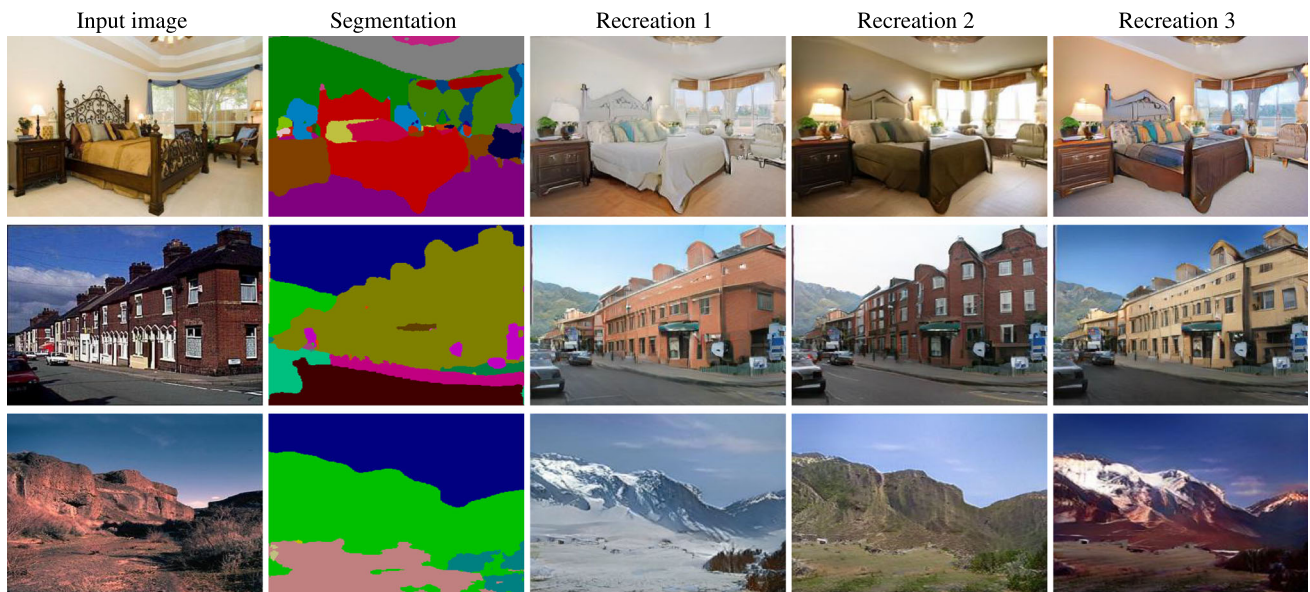 Input image
Segmentation
Recreation 1
Recreation 2
Recreation 3